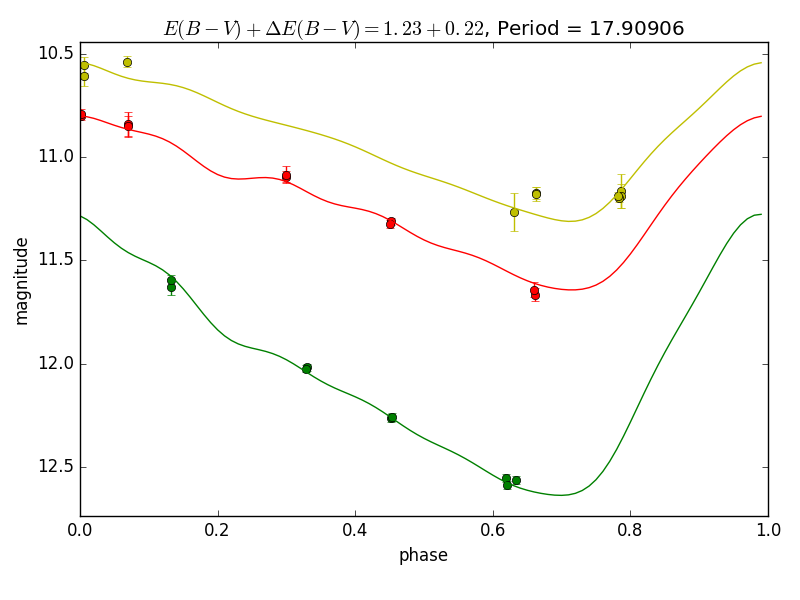 E(B − V) + ΔE(B − V) = 1.23 + 0.22, Period = 17.90906
10.5
11.0
11.5
12.0
12.5
magnitude
0.0 0.2 0.4 0.6 0.8 1.0
phase